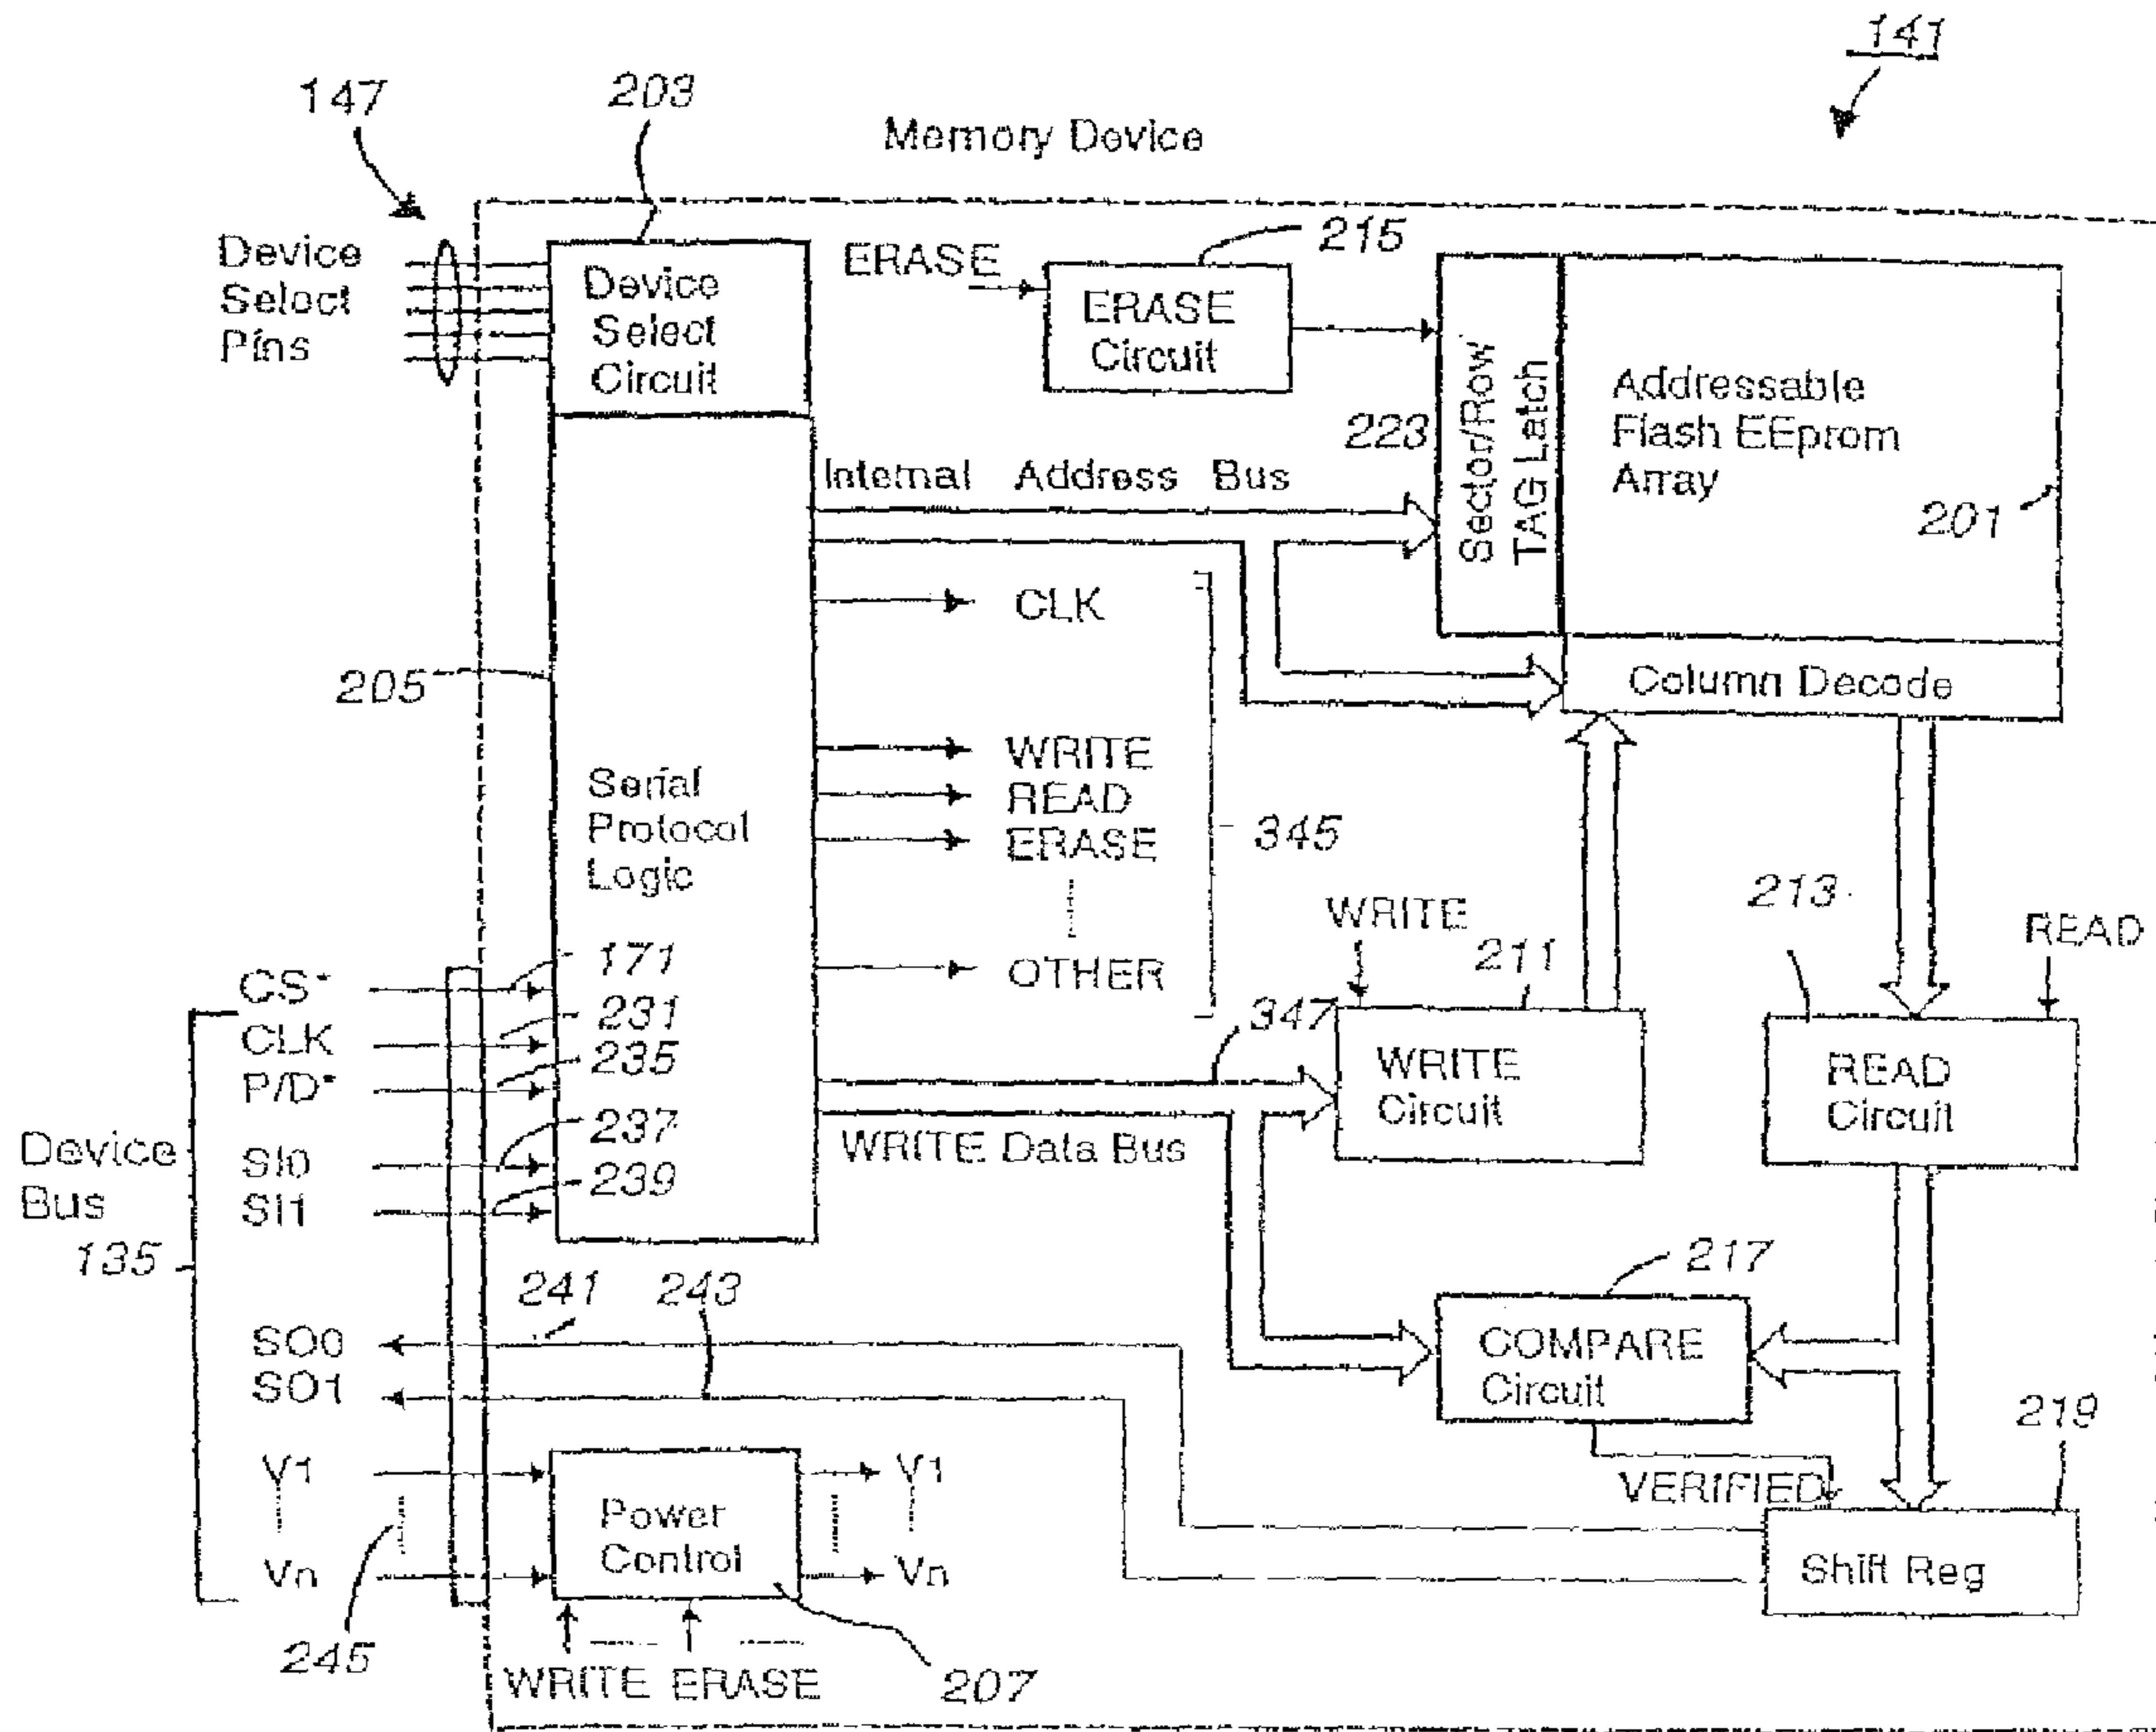 141
147
203
Memory Device
Device
Select
Pins
Device
Select
Circuit
ERASE
215
ERASE
Circuit
223
Sector/Row
TAG Latch
Addressable
Flash EEprom
Array
201
Internal Address Bus
CLK
205
Column Decode
WRITE
READ
ERASE
345
OTHER
Serial
Protocol
Logic
213
WRITE
211
READ
CS*
171
CLK
231
P/D*
235
SI0
237
SI1
239
Device
Bus
135
347
WRITE
Circuit
READ
Circuit
WRITE Data Bus
217
COMPARE
Circuit
241
243
SO0
SO1
219
VERIFIED
V1
Vn
Power
Control
V1
Vn
Shift Reg
245
WRITE ERASE
207